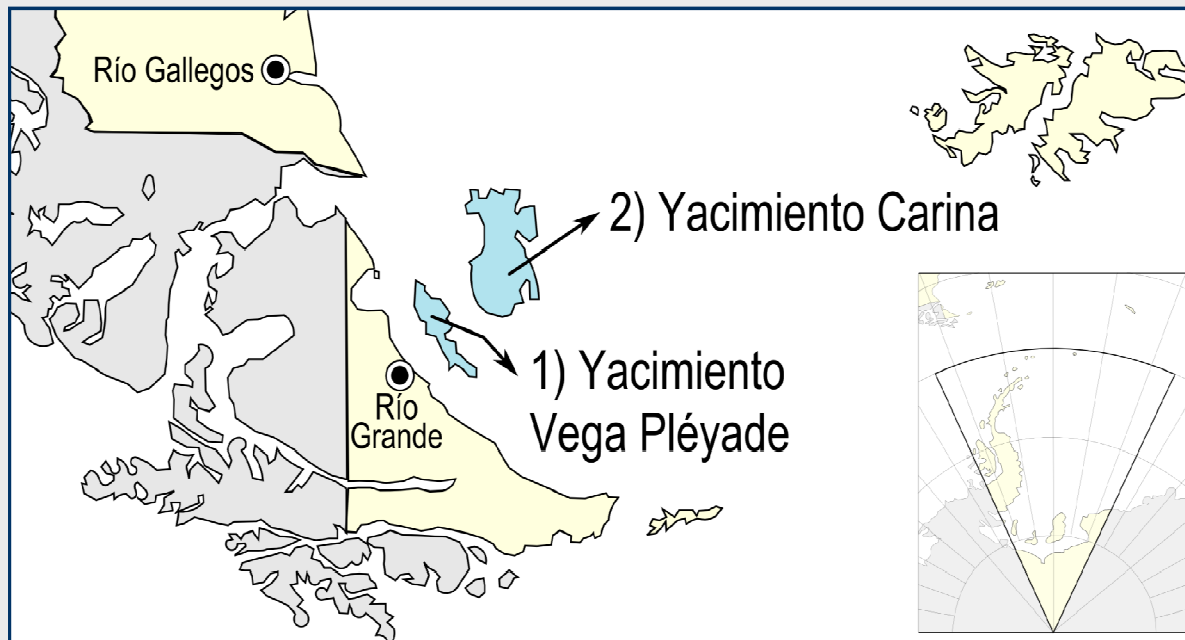 Río Gallegos
2) Yacimiento Carina
1) Yacimiento
Vega Pléyade
Río
Grande